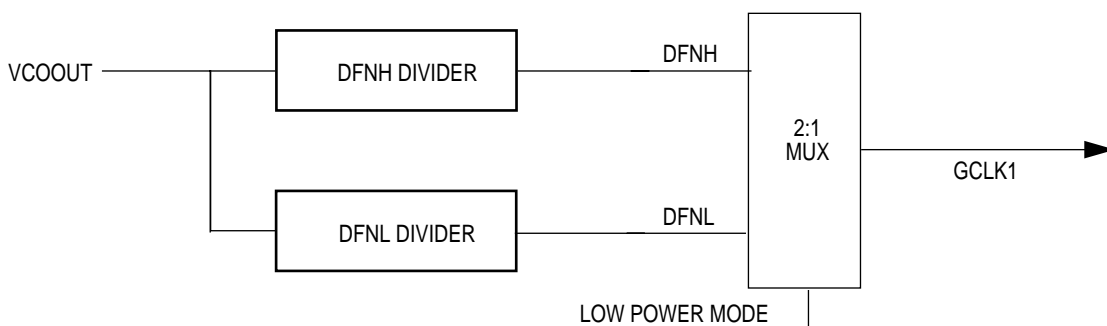 VCOOUT
DFNH DIVIDER
DFNH
2:1
MUX
GCLK1
DFNL DIVIDER
DFNL
LOW POWER MODE